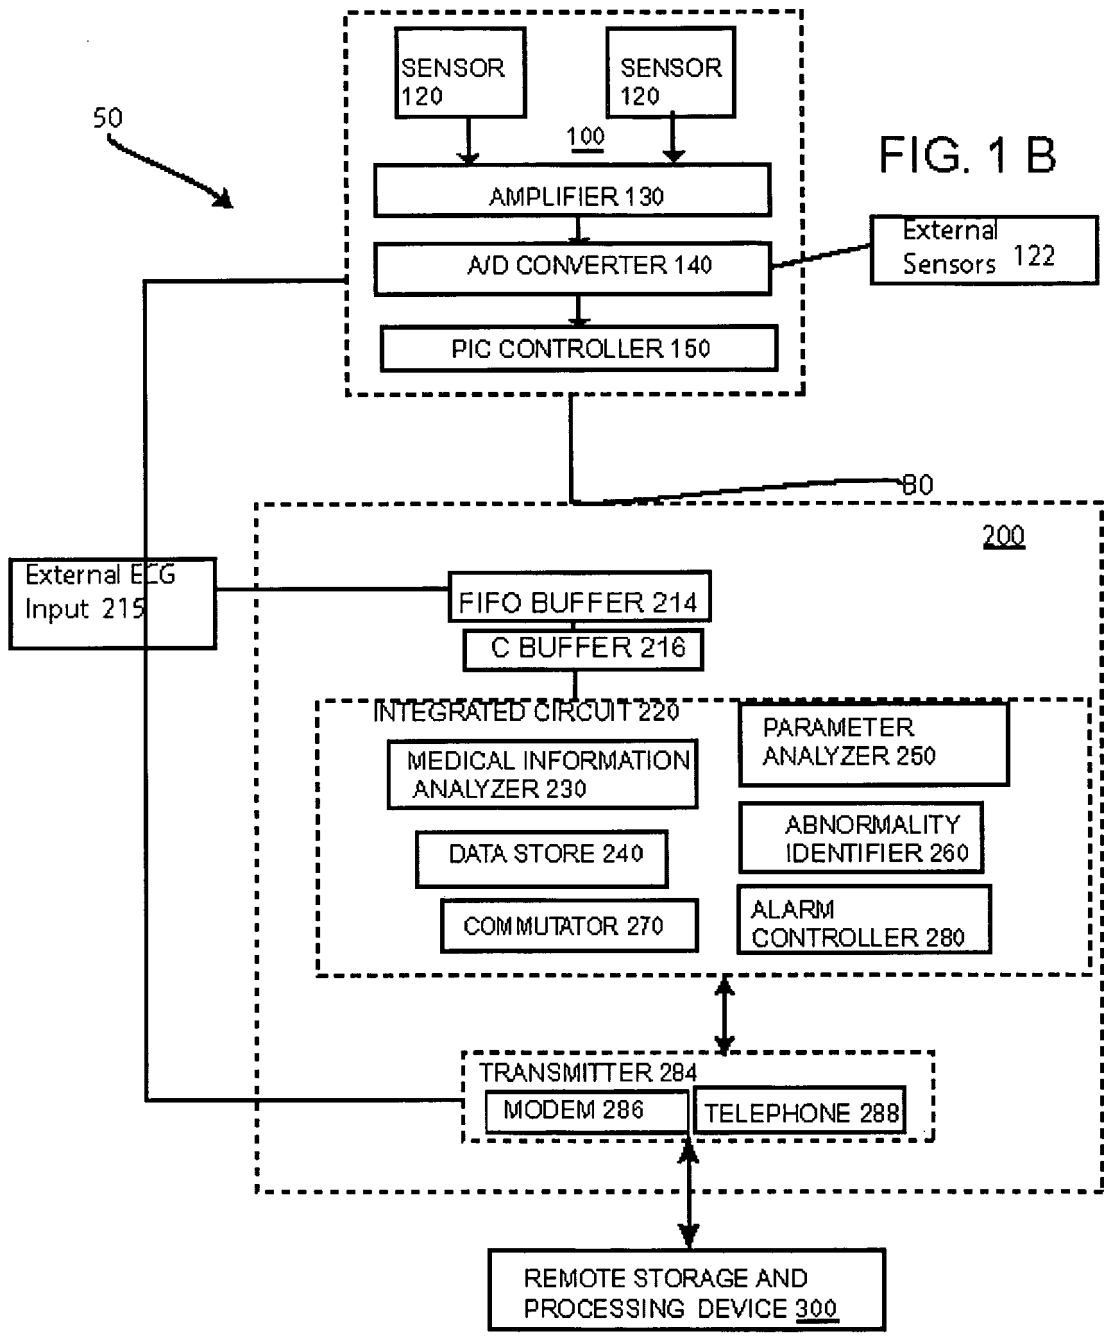 SENSOR
120
SENSOR
120
50
100
FIG. 1 B
AMPLIFIER 130
External
Sensors 122
A/D CONVERTER 140
PIC CONTROLLER 150
80
200
External ECG
Input 215
FIFO BUFFER 214
C BUFFER 216
INTEGRATED CIRCUIT 220
PARAMETER
ANALYZER 250
MEDICAL INFORMATION
ANALYZER 230
ABNORMALITY
IDENTIFIER 260
DATA STORE 240
ALARM
CONTROLLER 280
COMMUTATOR 270
TRANSMITTER 284
MODEM 286
TELEPHONE 288
REMOTE STORAGE AND
PROCESSING DEVICE 300